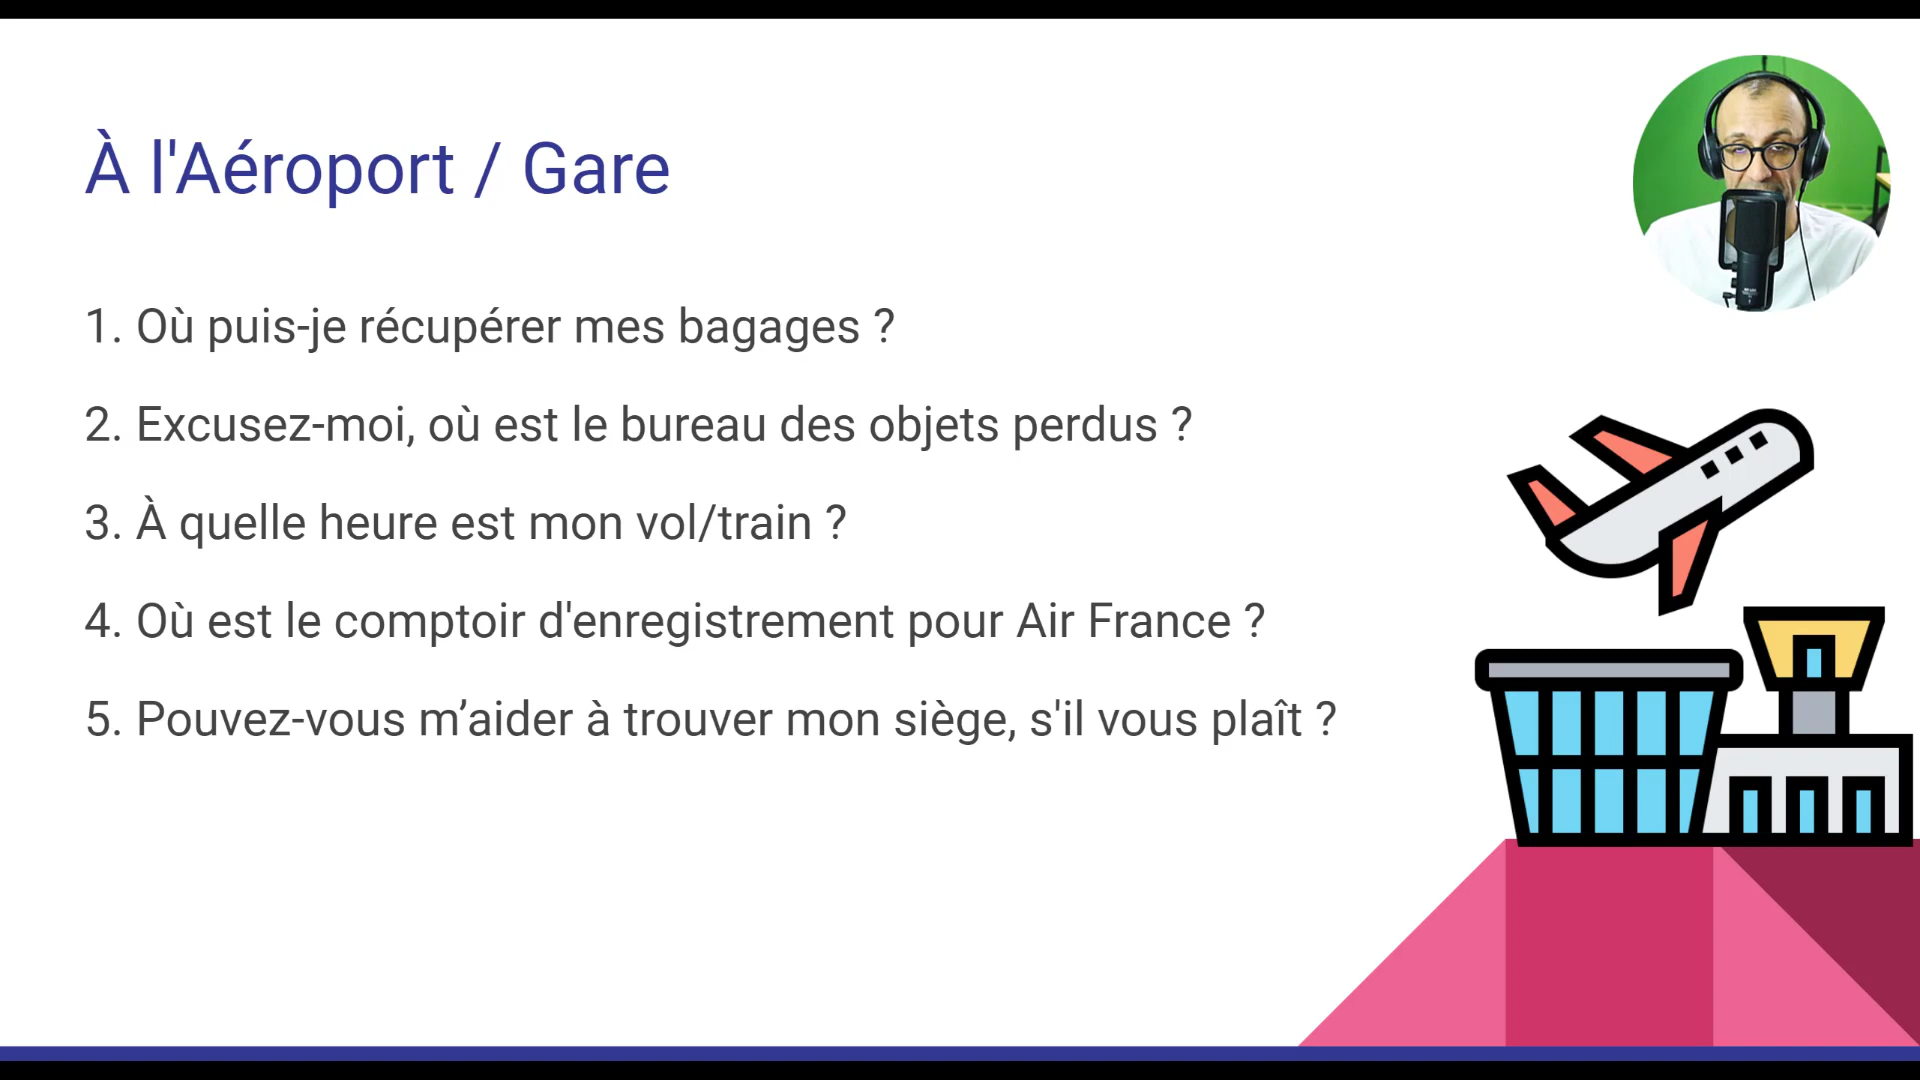 À l'Aéroport / Gare
1. Où puis-je récupérer mes bagages ?
2. Excusez-moi, où est le bureau des objets perdus ?
3. À quelle heure est mon vol/train ?
4. Où est le comptoir d'enregistrement pour Air France ?
5. Pouvez-vous m’aider à trouver mon siège, s'il vous plaît ?